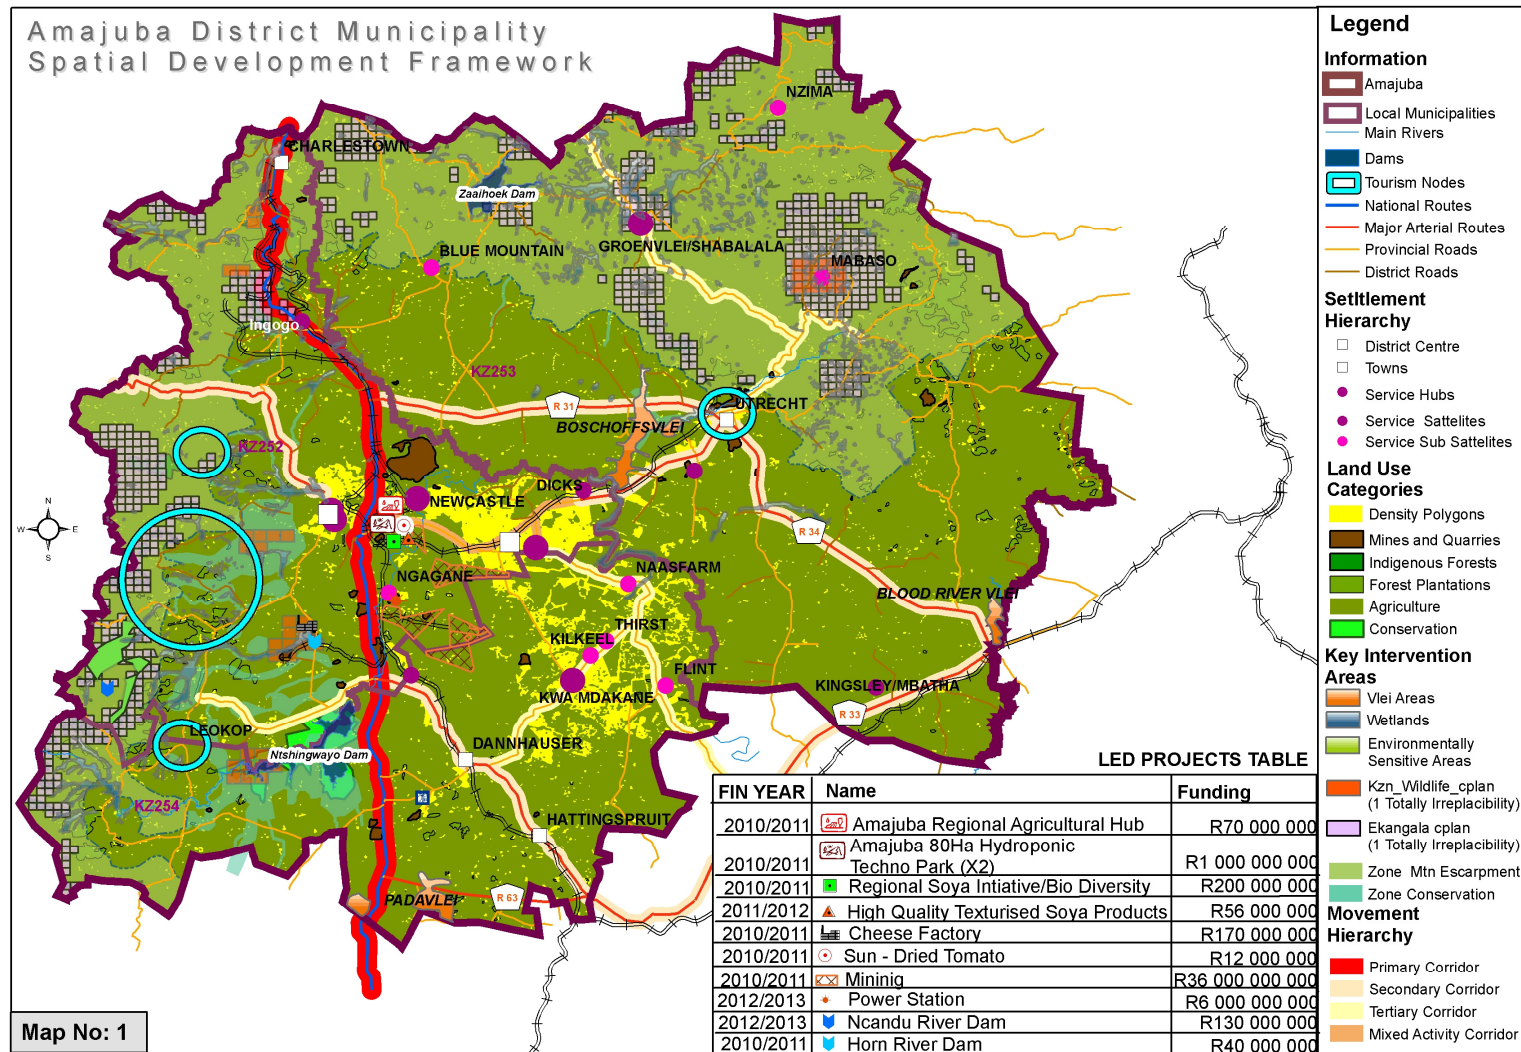 Amajuba District Municipality
Spatial Development Framework
CHARLESTOWN
NZIMA
Zaaihoek Dam
GROENVLEI/SHABALALA
BLUE MOUNTAIN
MABASO
Ingogo
KZ253
R 31
UTRECHT
BOSCHOFFSVLEI
KZ252
DICKS
NEWCASTLE
N
W E
S
R 34
NGAGANE
NAASFARM
BLOOD RIVER VLEI
THIRST
KILKEEL
FLINT
KWA MDAKANE
KINGSLEY/MBATHA
R 33
LEOKOP
DANNHAUSER
Ntshingwayo Dam
KZ254
HATTINGSPRUIT
PADAVLEI
R 63
Map No: 1
LED PROJECTS TABLE
FIN YEAR Name Funding
2010/2011 Amajuba Regional Agricultural Hub R70 000 000
2010/2011 Amajuba 80Ha Hydroponic
Techno Park (X2) R1 000 000 000
2010/2011 Regional Soya Intiative/Bio Diversity R200 000 000
2011/2012 High Quality Texturised Soya Products R56 000 000
2010/2011 Cheese Factory R170 000 000
2010/2011 Sun - Dried Tomato R12 000 000
2010/2011 Mininig R36 000 000 000
2012/2013 Power Station R6 000 000 000
2012/2013 Ncandu River Dam R130 000 000
2010/2011 Horn River Dam R40 000 000
Legend
Information
Amajuba
Local Municipalities
Main Rivers
Dams
Tourism Nodes
National Routes
Major Arterial Routes
Provincial Roads
District Roads
Setltlement
Hierarchy
District Centre
Towns
Service Hubs
Service Sattelites
Service Sub Sattelites
Land Use
Categories
Density Polygons
Mines and Quarries
Indigenous Forests
Forest Plantations
Agriculture
Conservation
Key Intervention
Areas
Vlei Areas
Wetlands
Environmentally
Sensitive Areas
Kzn_Wildlife_cplan
(1 Totally Irreplacibility)
Ekangala cplan
(1 Totally Irreplacibility)
Zone Mtn Escarpment
Zone Conservation
Movement
Hierarchy
Primary Corridor
Secondary Corridor
Tertiary Corridor
Mixed Activity Corridor